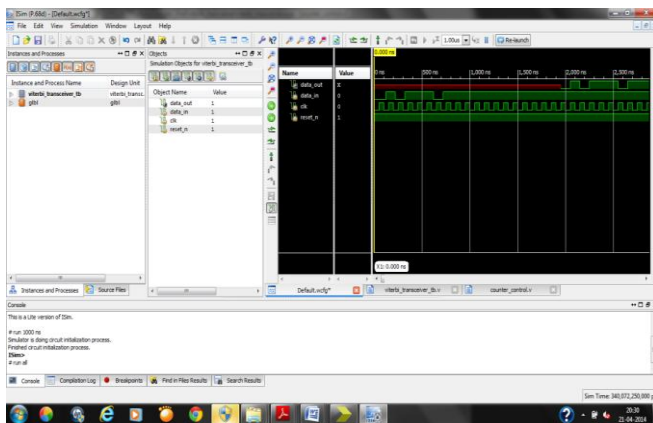 ISim (P.68d) - [Default.wcfg*]
File Edit View Simulation Window Layout Help
1.00us
Re-launch
Instances and Processes
Objects
Simulation Objects for viterbi_transceiver_tb
Instance and Process Name Design Unit
viterbi_transceiver_tb viterbi_transc...
glbl glbl
Object Name Value
data_out 1
data_in 1
clk 1
reset_n 1
Name Value
data_out X
data_in 0
clk 0
reset_n 1
0.000 ns
0 ns 500 ns 1,000 ns 1,500 ns 2,000 ns 2,500 ns
X1: 0.000 ns
Instances and Processes Source Files
Default.wcfg* viterbi_transceiver_tb.v counter_control.v
Console
This is a Lite version of ISim.
# run 1000 ns
Simulator is doing circuit initialization process.
Finished circuit initialization process.
ISim>
# run all
Console Compilation Log Breakpoints Find in Files Results Search Results
Sim Time: 340,072,250,000 p
20:30
21-04-2014